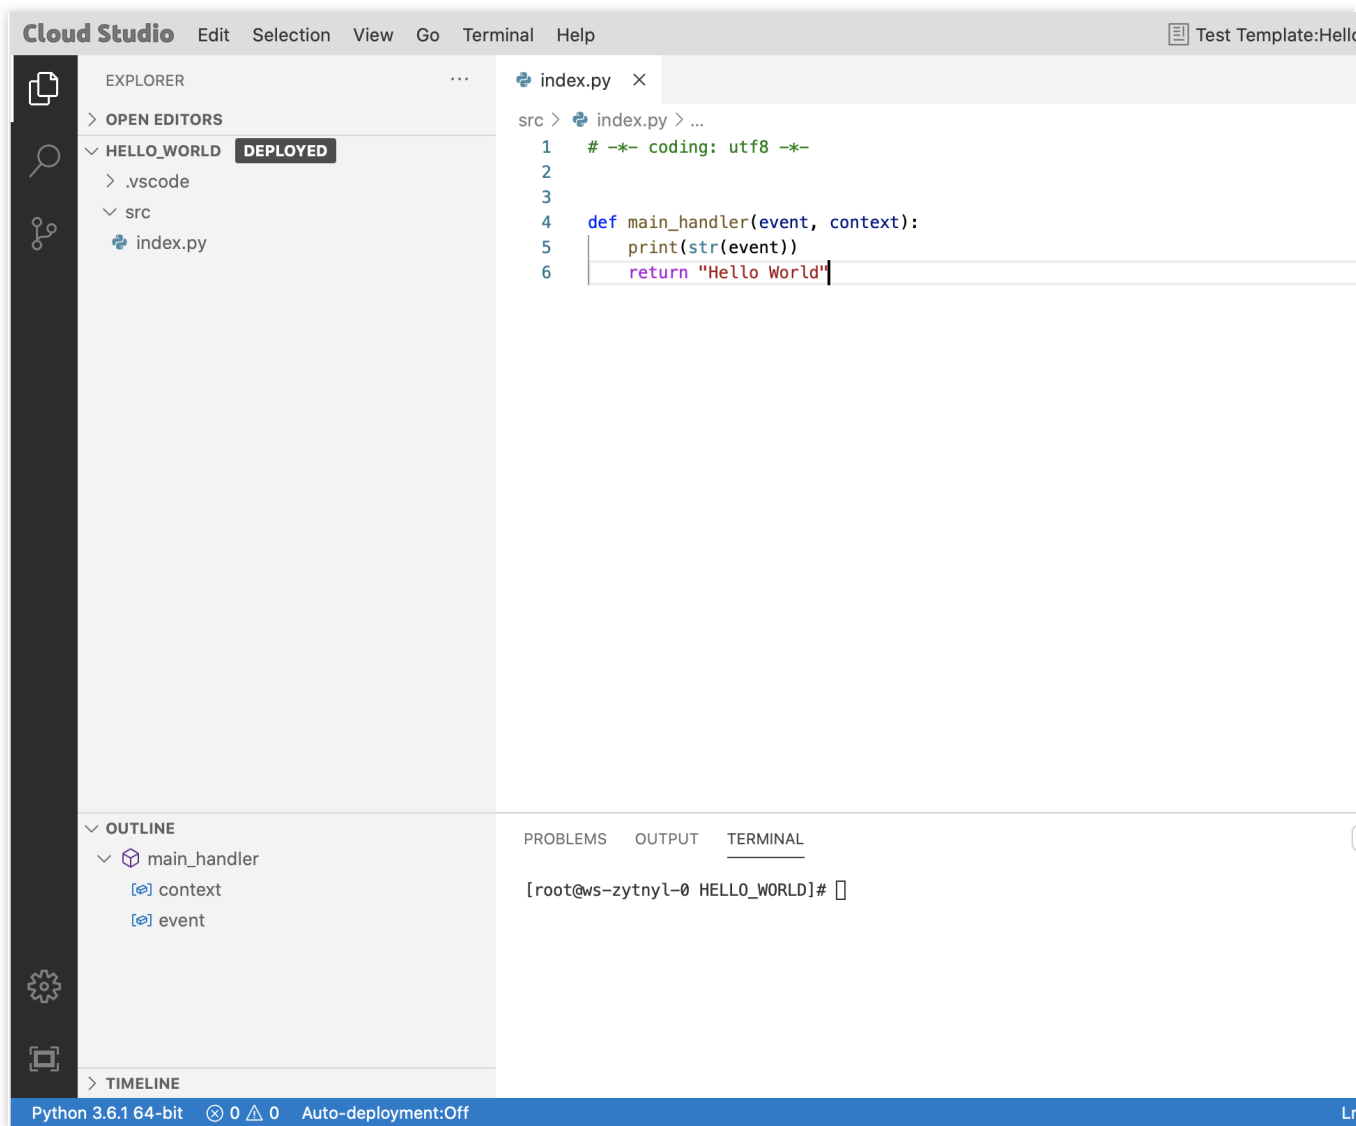 Cloud Studio Edit Selection View Go Terminal Help Test Template:Hello
EXPLORER ···
OPEN EDITORS
HELLO_WORLD DEPLOYED
.vscode
src
index.py
index.py ×
src > index.py > ...
1 # -*- coding: utf8 -*-
2
3
4 def main_handler(event, context):
5 print(str(event))
6 return "Hello World"
OUTLINE
main_handler
context
event
TIMELINE
PROBLEMS OUTPUT TERMINAL
[root@ws-zytnyl-0 HELLO_WORLD]#
Python 3.6.1 64-bit 0 0 Auto-deployment:Off